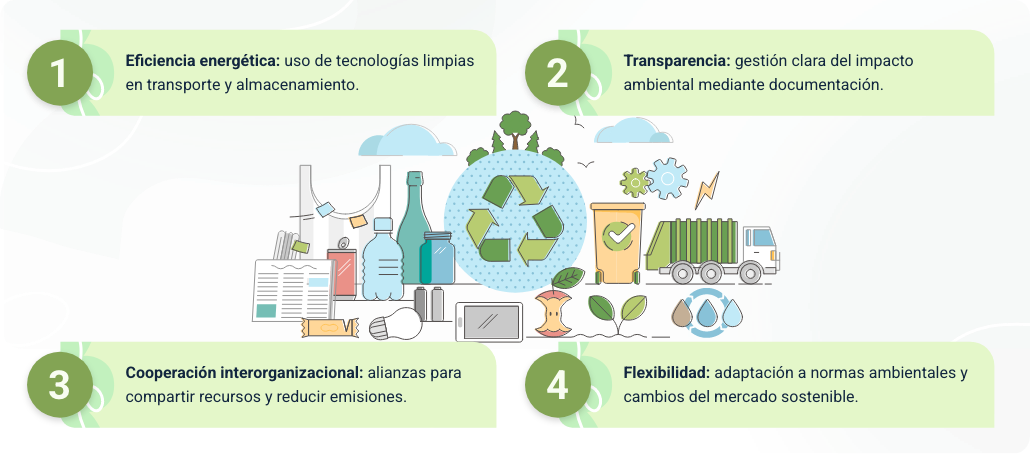 1
Eficiencia energética: uso de tecnologías limpias
en transporte y almacenamiento.
2
Transparencia: gestión clara del impacto
ambiental mediante documentación.
3
Cooperación interorganizacional: alianzas para
compartir recursos y reducir emisiones.
4
Flexibilidad: adaptación a normas ambientales y
cambios del mercado sostenible.